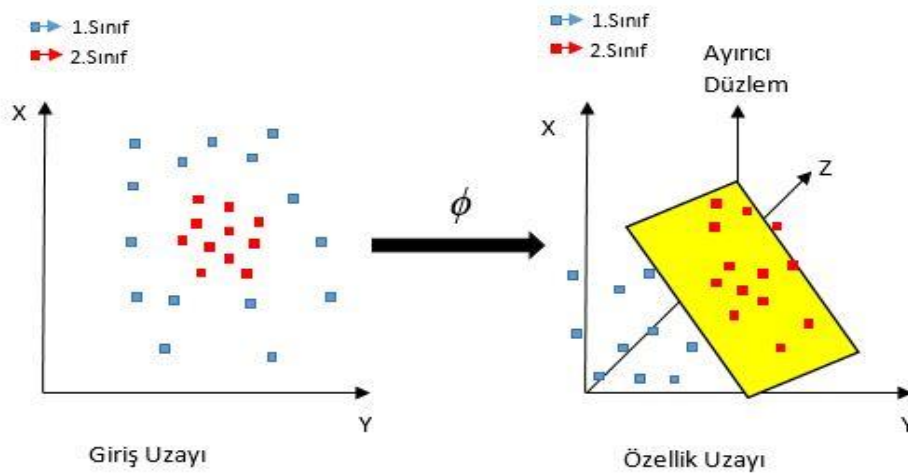 1.Sınıf
2.Sınıf
X
Y
Giriş Uzayı
ϕ
1.Sınıf
2.Sınıf
Ayırıcı
Düzlem
X
Z
Y
Özellik Uzayı